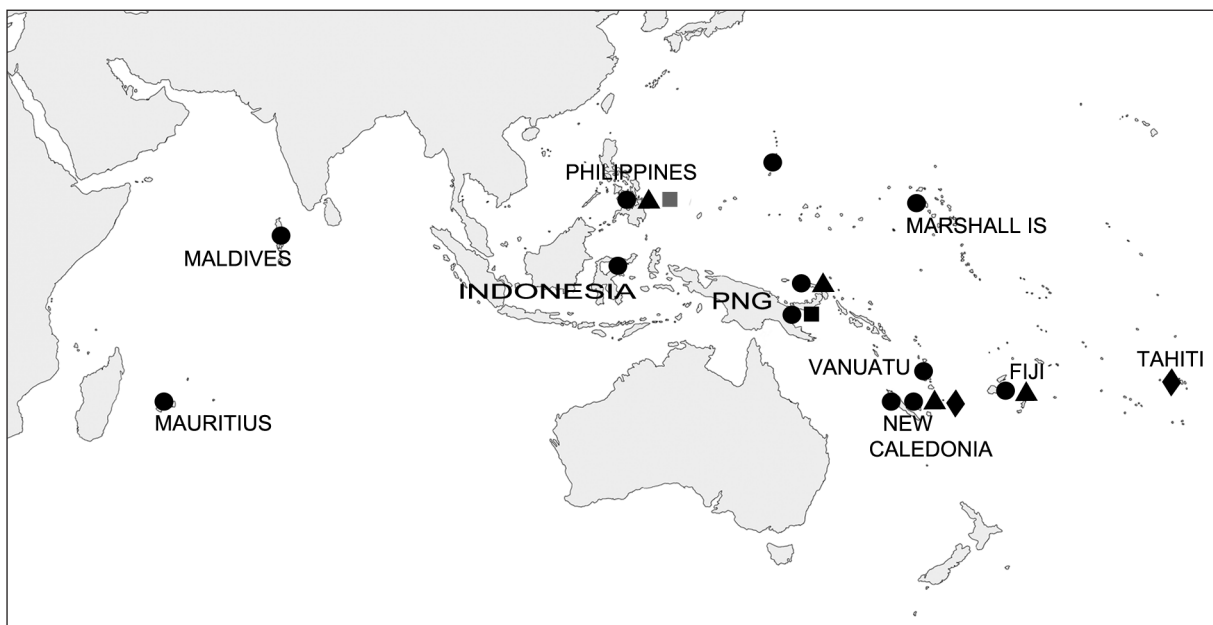 PHILIPPINES
MARSHALL IS
MALDIVES
INDONESIA
PNG
VANUATU
FIJI
TAHITI
MAURITIUS
NEW
CALEDONIA